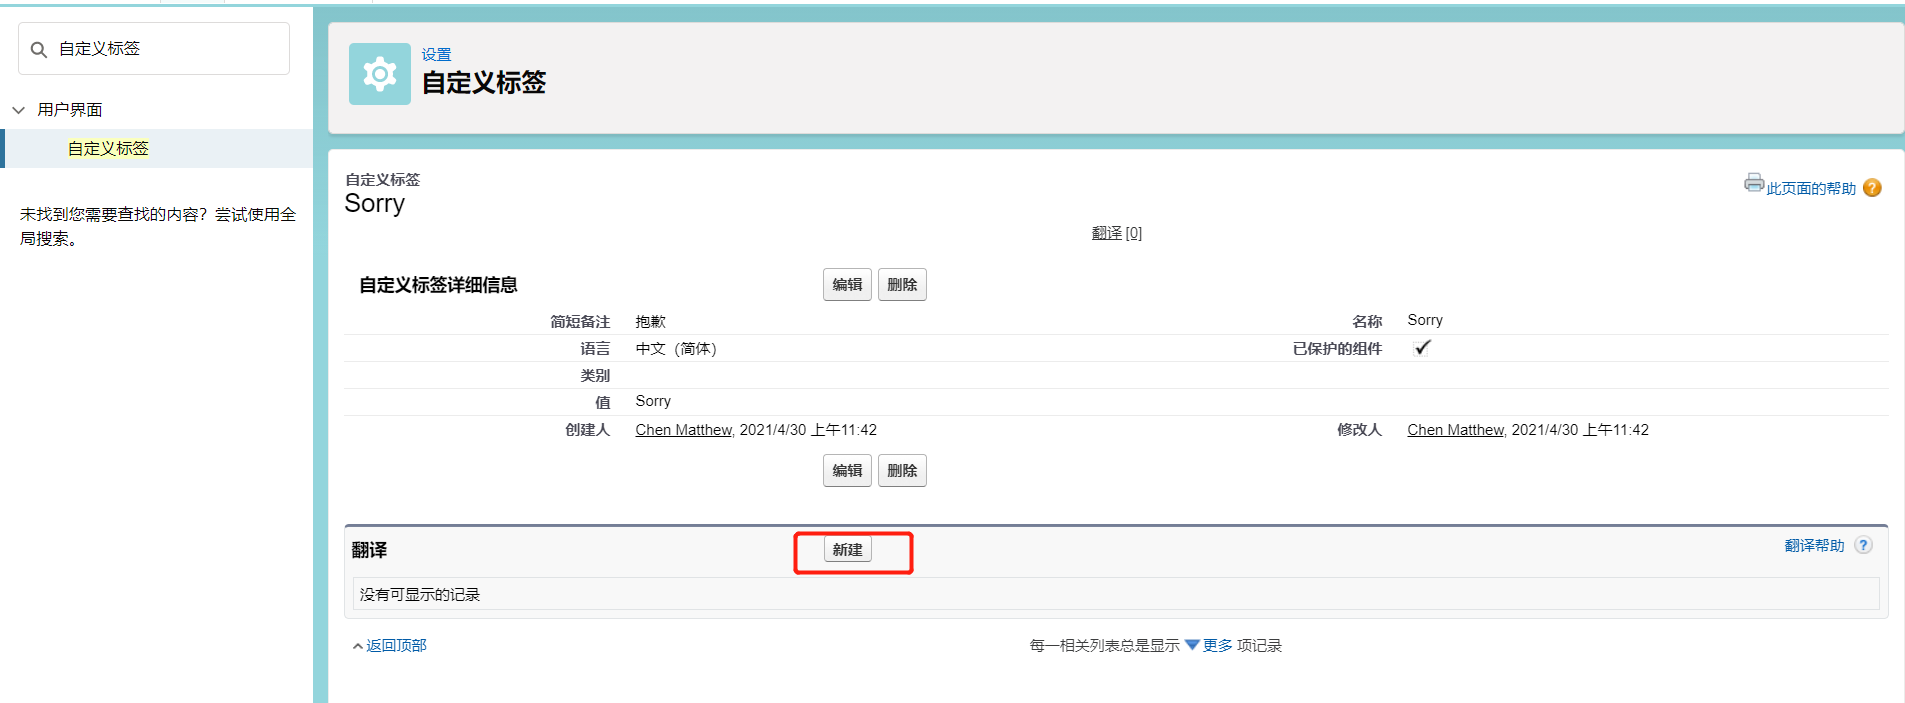 自定义标签
用户界面
自定义标签
未找到您需要查找的内容？尝试使用全
局搜索。
设置
自定义标签
自定义标签
Sorry
此页面的帮助 ?
翻译 [0]
自定义标签详细信息 编辑 删除
简短备注 抱歉 名称 Sorry
语言 中文（简体） 已保护的组件
类别
值 Sorry
创建人 Chen Matthew, 2021/4/30 上午11:42 修改人 Chen Matthew, 2021/4/30 上午11:42
编辑 删除
翻译 新建 翻译帮助 ?
没有可显示的记录
返回顶部 每一相关列表总是显示 更多 项记录